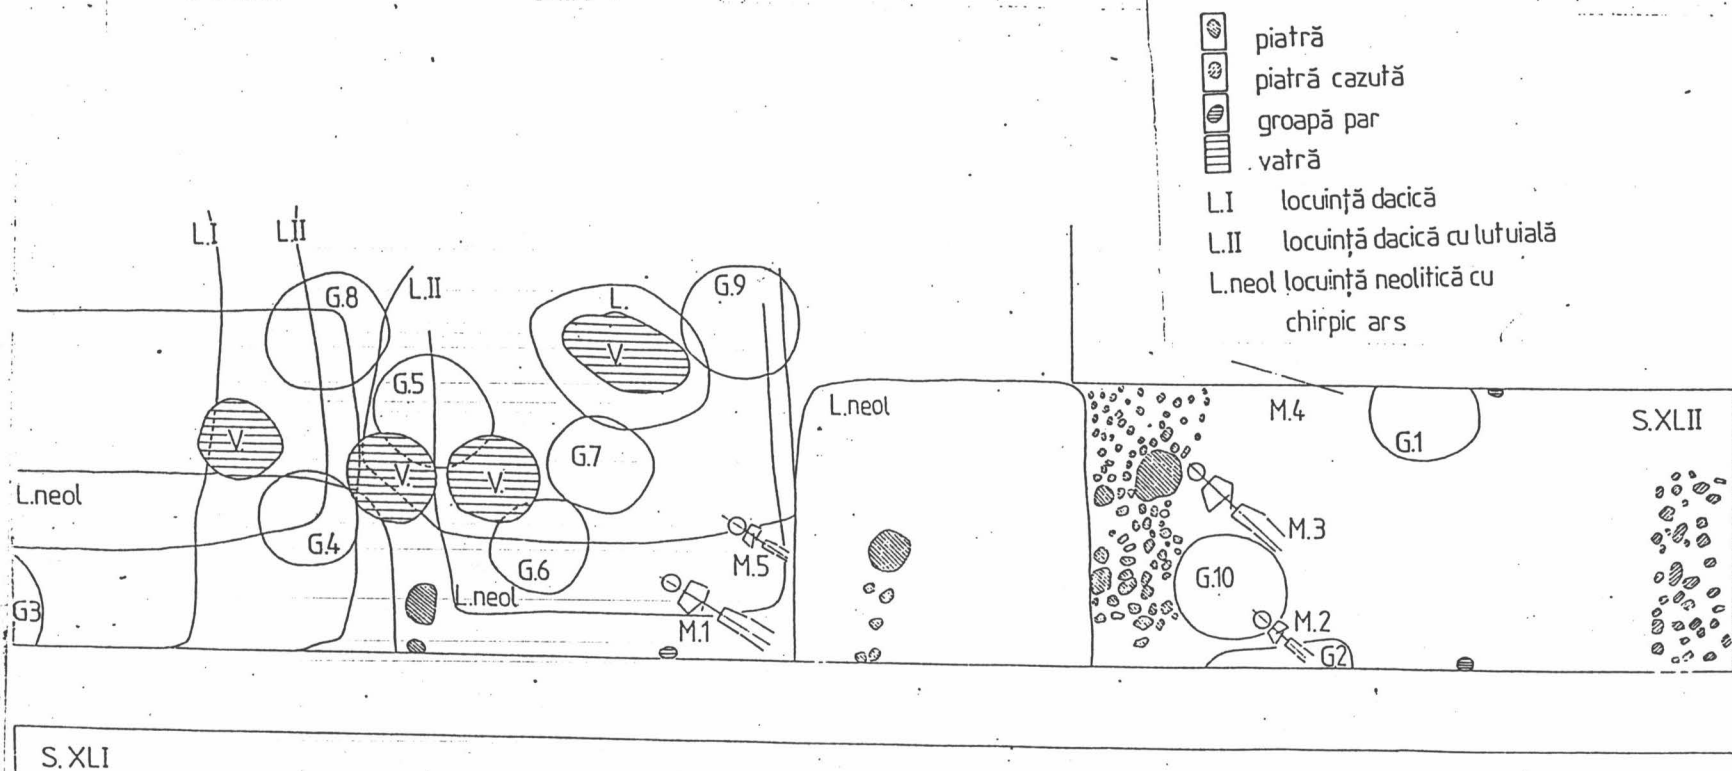 piatră
piatră cazută
groapă par
vatră
L.I locuință dacică
L.II locuință dacică cu lutuială
L.neol locuință neolitică cu
chirpic ars
L.I
L.II
G.8
L.II
L.
G.9
V.
G.5
L.neol
M.4
G.1
S.XLII
V.
G.7
V.
V.
L.neol
G.4
M.5
M.3
G.6
G.10
L.neol
G3
M.1
M.2
G2
S.XLI